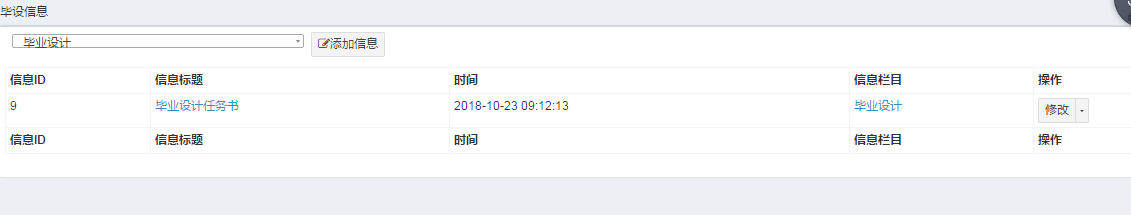 毕设信息
毕业设计 添加信息
信息ID 信息标题 时间 信息栏目 操作
9 毕业设计任务书 2018-10-23 09:12:13 毕业设计 修改
信息ID 信息标题 时间 信息栏目 操作